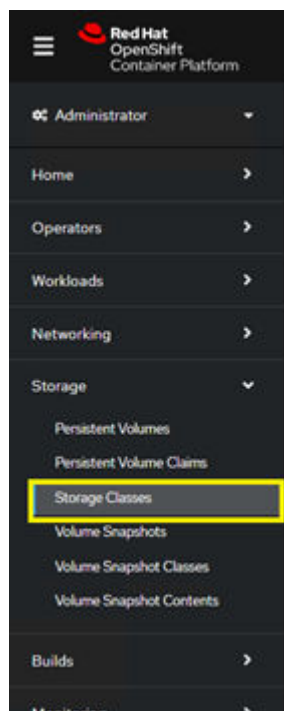 Red Hat
OpenShift
Container Platform
Administrator
Home
Operators
Workloads
Networking
Storage
Persistent Volumes
Persistent Volume Claims
Storage Classes
Volume Snapshots
Volume Snapshot Classes
Volume Snapshot Contents
Builds